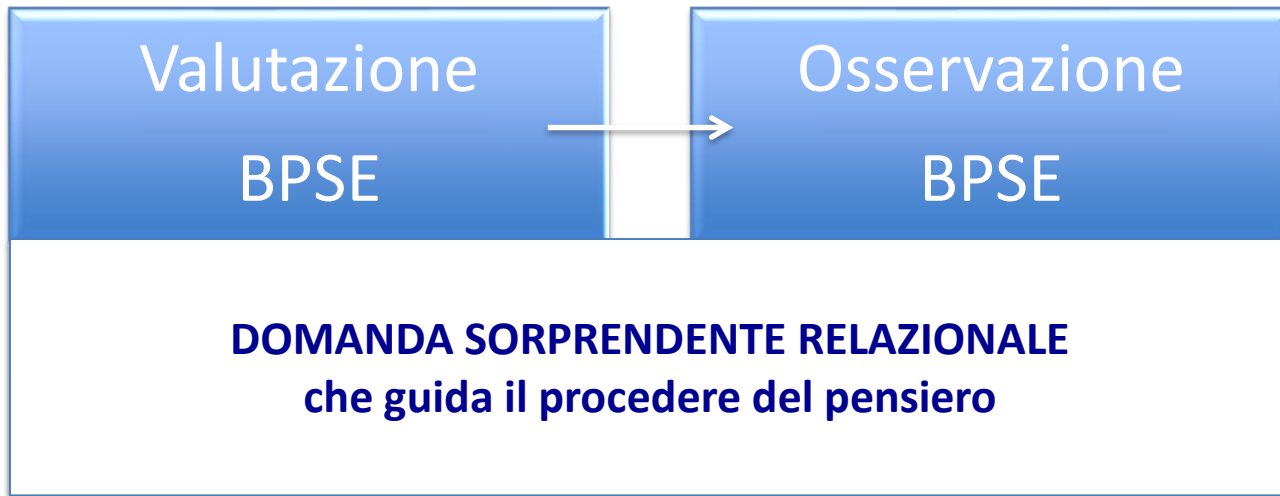 Valutazione
BPSE
Osservazione
BPSE
DOMANDA SORPRENDENTE RELAZIONALE
che guida il procedere del pensiero